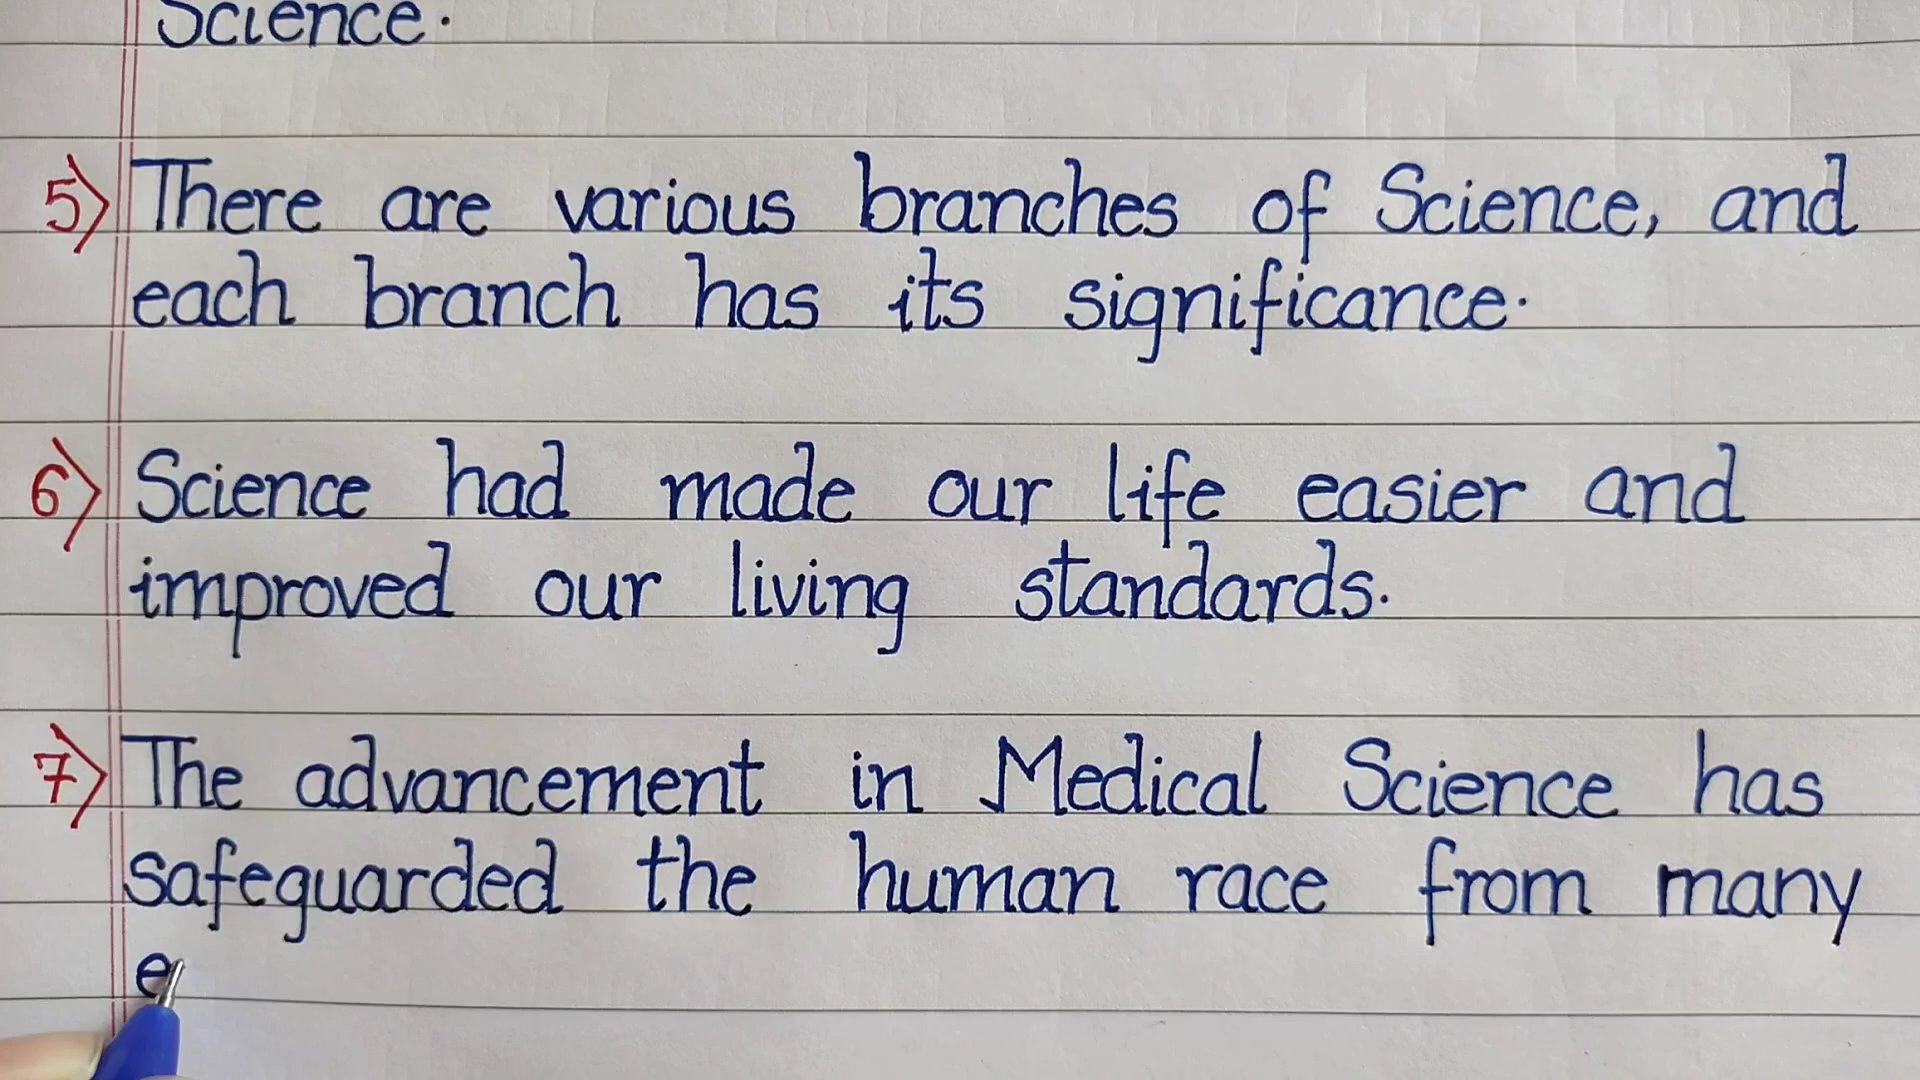 Science.
5) There are various branches of Science, and
each branch has its significance.
6) Science had made our life easier and
improved our living standards.
7) The advancement in Medical Science has
safeguarded the human race from many
e